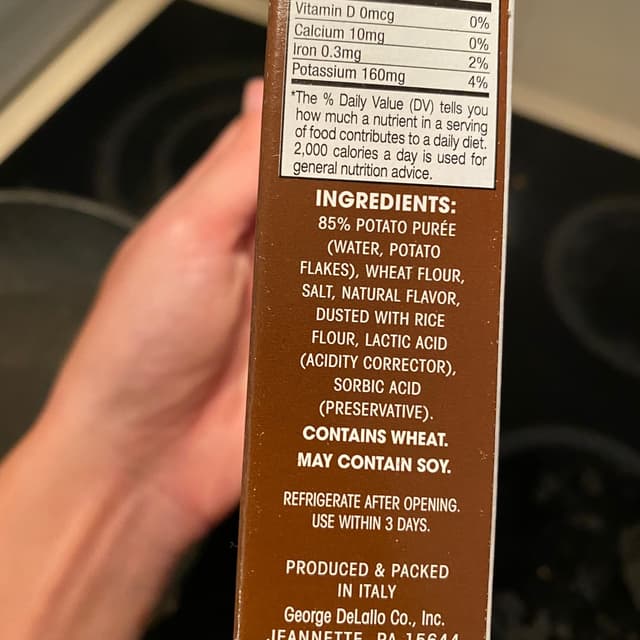 Vitamin D 0mcg 0%
Calcium 10mg 0%
Iron 0.3mg 2%
Potassium 160mg 4%
*The % Daily Value (DV) tells you
how much a nutrient in a serving
of food contributes to a daily diet.
2,000 calories a day is used for
general nutrition advice.
INGREDIENTS:
85% POTATO PURÉE
(WATER, POTATO
FLAKES), WHEAT FLOUR,
SALT, NATURAL FLAVOR,
DUSTED WITH RICE
FLOUR, LACTIC ACID
(ACIDITY CORRECTOR),
SORBIC ACID
(PRESERVATIVE).
CONTAINS WHEAT.
MAY CONTAIN SOY.
REFRIGERATE AFTER OPENING.
USE WITHIN 3 DAYS.
PRODUCED & PACKED
IN ITALY
George DeLallo Co., Inc.
JEANNETTE, PA 15644